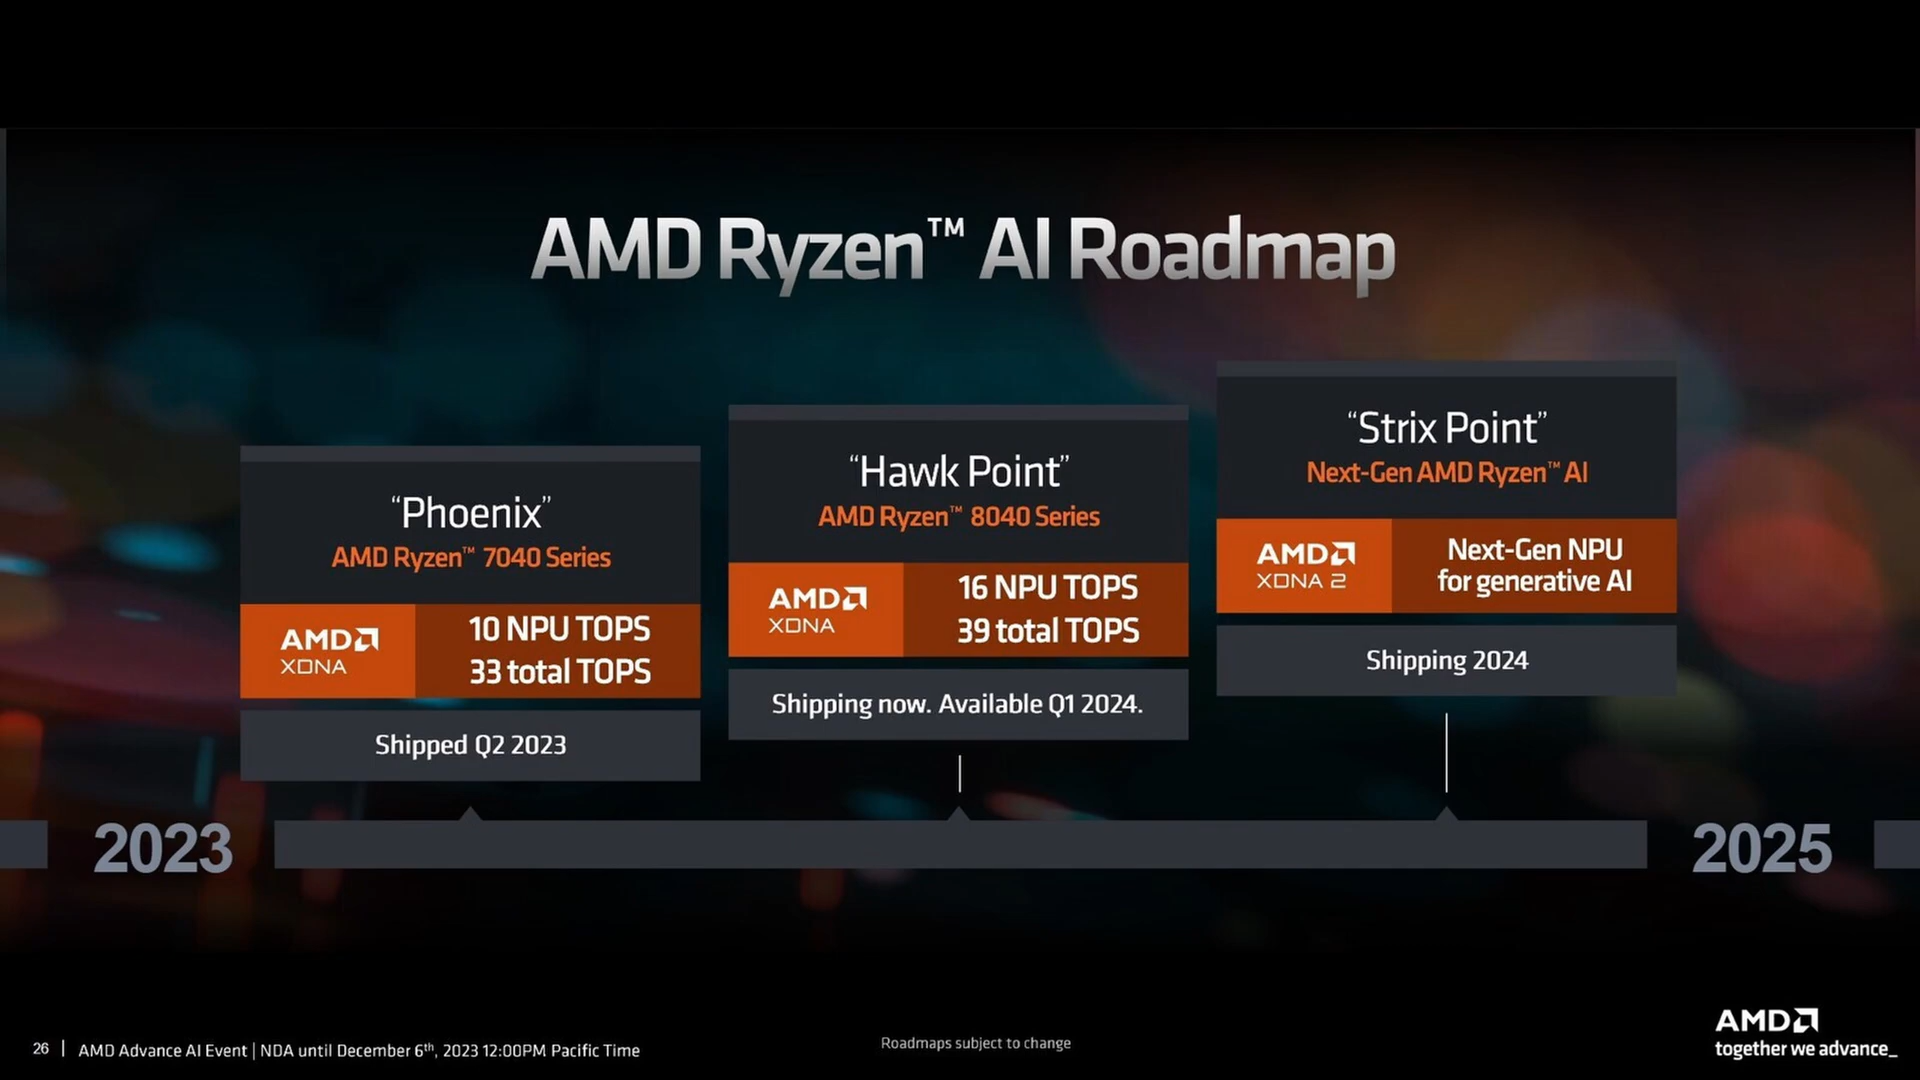 AMD Ryzen™ AI Roadmap
“Phoenix”
AMD Ryzen™ 7040 Series
AMD
XDNA
10 NPU TOPS
33 total TOPS
Shipped Q2 2023
“Hawk Point”
AMD Ryzen™ 8040 Series
AMD
XDNA
16 NPU TOPS
39 total TOPS
Shipping now. Available Q1 2024.
“Strix Point”
Next-Gen AMD Ryzen™ AI
AMD
XDNA 2
Next-Gen NPU
for generative AI
Shipping 2024
2023
2025
26 | AMD Advance AI Event | NDA until December 6th, 2023 12:00PM Pacific Time
Roadmaps subject to change
AMD
together we advance_